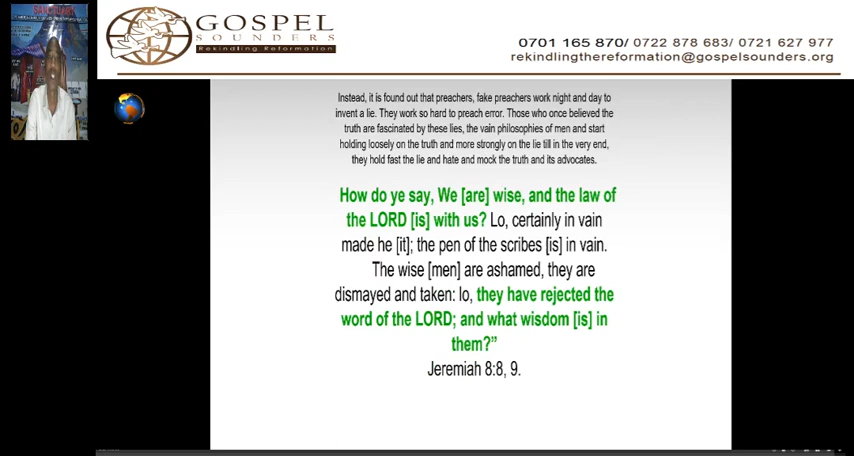 SANCTUARY
GOSPEL
SOUNDERS
Rekindling Reformation
0701 165 870/ 0722 878 683/ 0721 627 977
rekindlingthereformation@gospelsounders.org
Instead, it is found out that preachers, fake preachers work night and day to
invent a lie. They work so hard to preach error. Those who once believed the
truth are fascinated by these lies, the vain philosophies of men and start
holding loosely on the truth and more strongly on the lie till in the very end,
they hold fast the lie and hate and mock the truth and its advocates.
How do ye say, We [are] wise, and the law of
the LORD [is] with us? Lo, certainly in vain
made he [it]; the pen of the scribes [is] in vain.
The wise [men] are ashamed, they are
dismayed and taken: lo, they have rejected the
word of the LORD; and what wisdom [is] in
them?”
Jeremiah 8:8, 9.